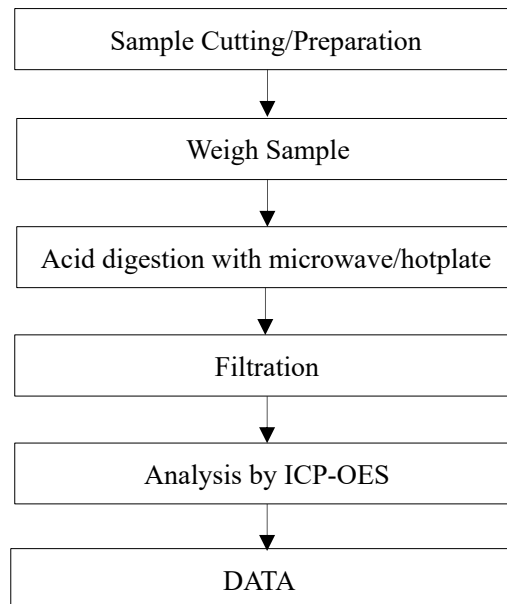 Sample Cutting/Preparation
Weigh Sample
Acid digestion with microwave/hotplate
Filtration
Analysis by ICP-OES
DATA